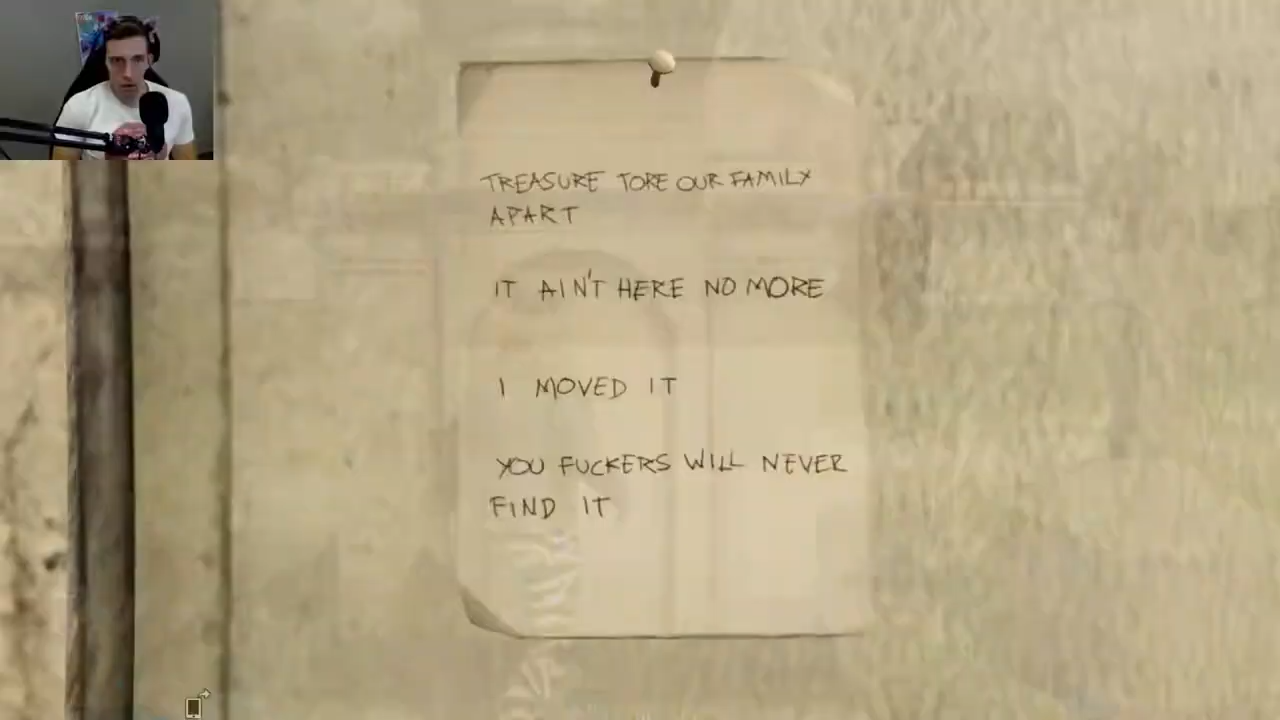 TREASURE TORE OUR FAMILY
APART
IT AIN'T HERE NO MORE
I MOVED IT
YOU FUCKERS WILL NEVER
FIND IT